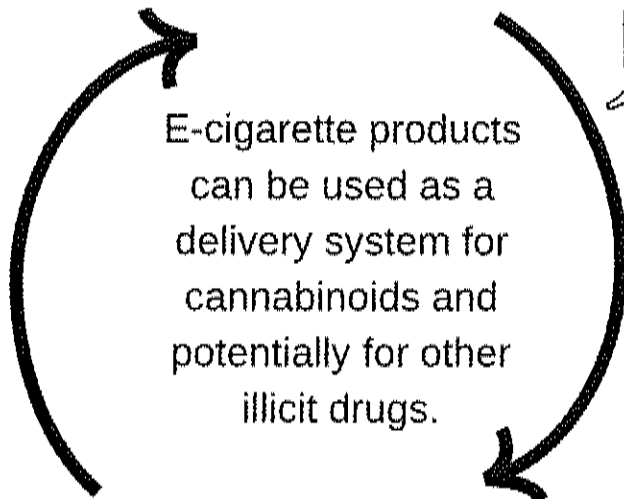 E-cigarette products
can be used as a
delivery system for
cannabinoids and
potentially for other
illicit drugs.